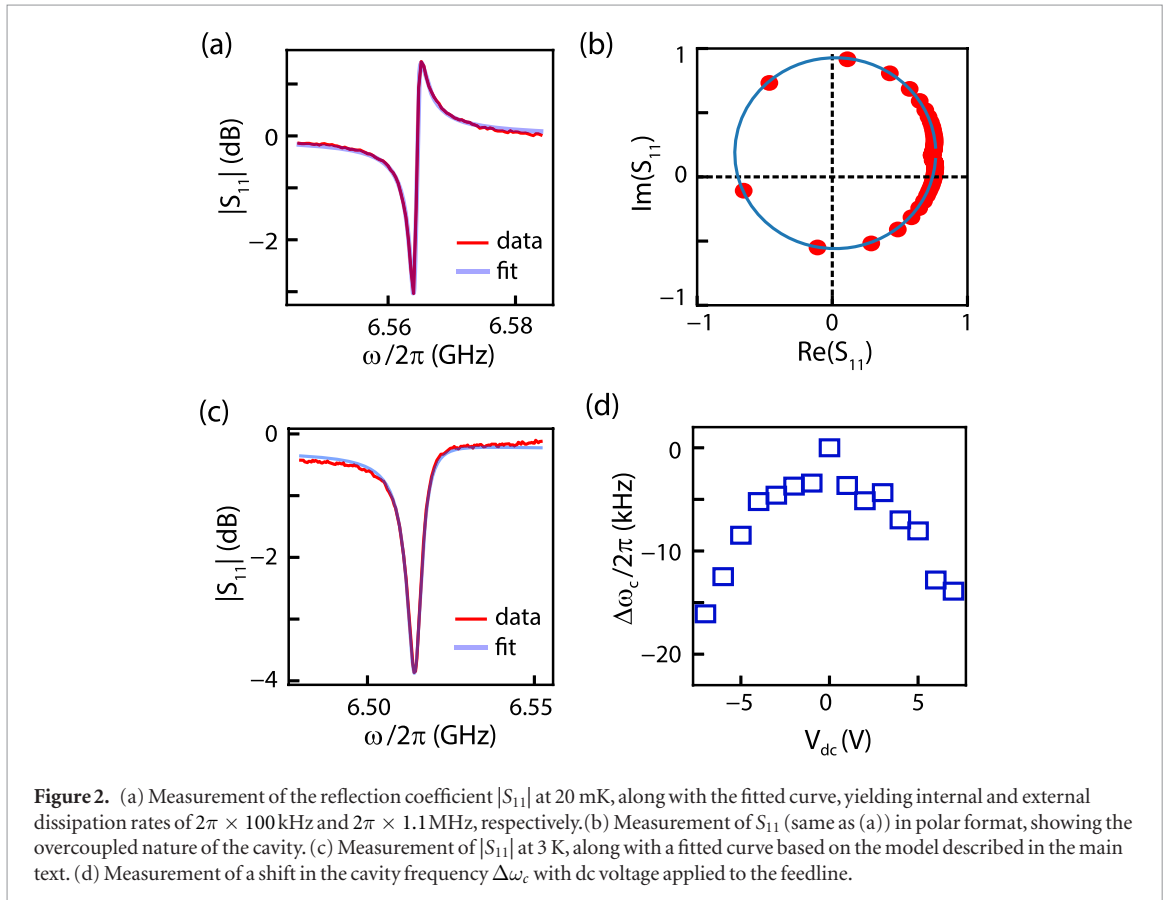 (a)
|S11| (dB)
0
−2
data
fit
6.56
6.58
ω/2π (GHz)
(b)
Im(S11)
1
0
−1
−1
0
1
Re(S11)
(c)
|S11| (dB)
0
−2
−4
data
fit
6.50
6.55
ω/2π (GHz)
(d)
Δωc/2π (kHz)
0
−10
−20
−5
0
5
Vdc (V)
Figure 2. (a) Measurement of the reflection coefficient |S11| at 20 mK, along with the fitted curve, yielding internal and external
dissipation rates of 2π × 100 kHz and 2π × 1.1 MHz, respectively.(b) Measurement of S11 (same as (a)) in polar format, showing the
overcoupled nature of the cavity. (c) Measurement of |S11| at 3 K, along with a fitted curve based on the model described in the main
text. (d) Measurement of a shift in the cavity frequency Δωc with dc voltage applied to the feedline.